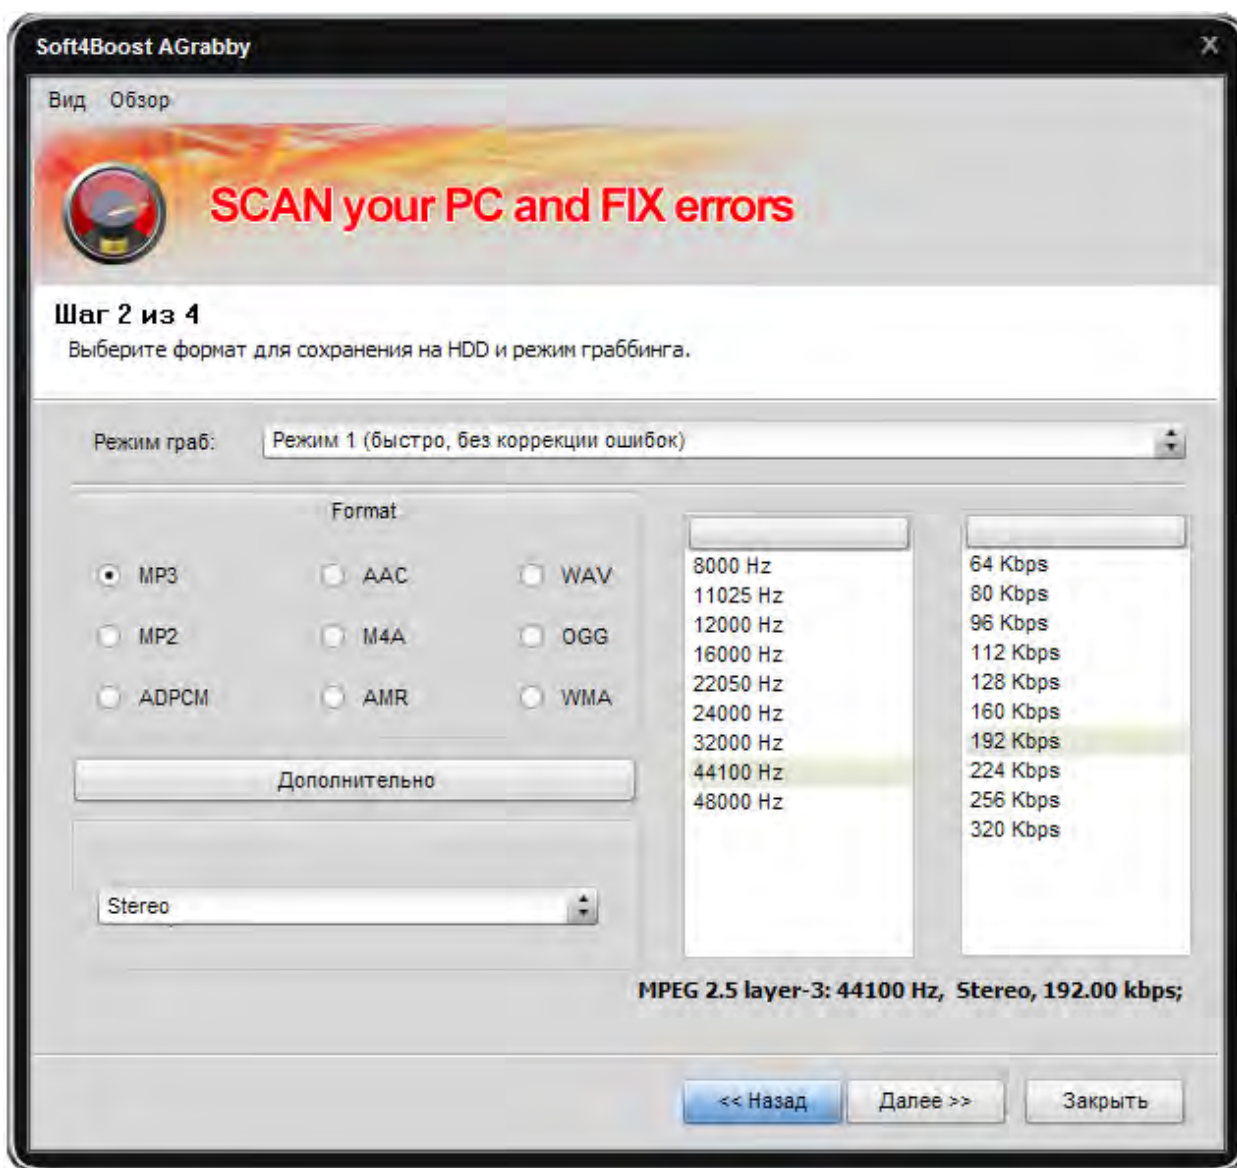 Soft4Boost AGrabby
Вид Обзор
SCAN your PC and FIX errors
Шаг 2 из 4
Выберите формат для сохранения на HDD и режим граббинга.
Режим граб: Режим 1 (быстро, без коррекции ошибок)
Format
MP3 AAC WAV
MP2 M4A OGG
ADPCM AMR WMA
Дополнительно
Stereo
8000 Hz
11025 Hz
12000 Hz
16000 Hz
22050 Hz
24000 Hz
32000 Hz
44100 Hz
48000 Hz
64 Kbps
80 Kbps
96 Kbps
112 Kbps
128 Kbps
160 Kbps
192 Kbps
224 Kbps
256 Kbps
320 Kbps
MPEG 2.5 layer-3: 44100 Hz, Stereo, 192.00 kbps;
<< Назад Далее >> Закрыть